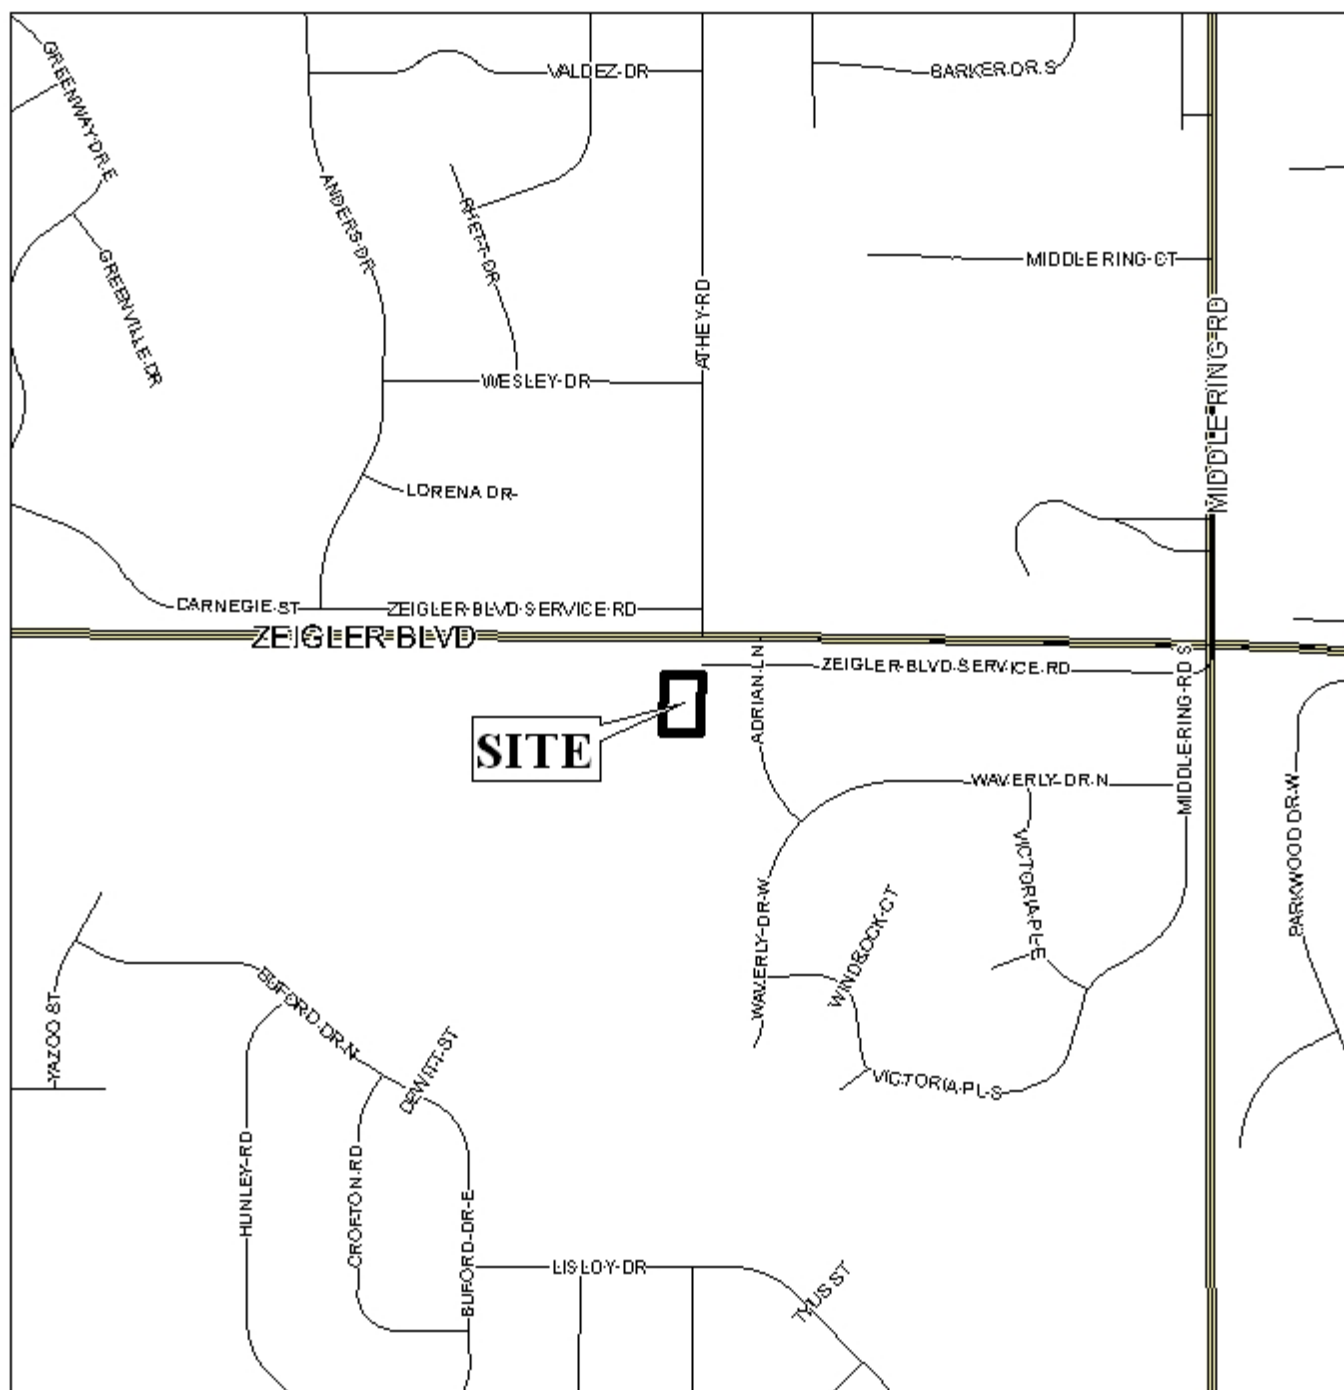 GREENWAY DR E
VALDEZ DR
BARKER DR S
ANDERS DR
RHETT DR
GREENVILLE DR
MIDDLE RING CT
ATHEY RD
MIDDLE RING RD
WESLEY DR
LORENA DR
CARNEGIE ST
ZEIGLER BLVD SERVICE RD
ZEIGLER BLVD
ADRIAN LN
ZEIGLER BLVD SERVICE RD
MIDDLE RING RD S
SITE
WAVERLY DR N
PARKWOOD DR W
VICTORIA PL E
WAVERLY DR W
WINDBOCK CT
BUFORD DR N
YAZOO ST
DEWITT ST
VICTORIA PL S
HUNLEY RD
CROFTON RD
BUFORD DR E
LISLOY DR
TYUS ST